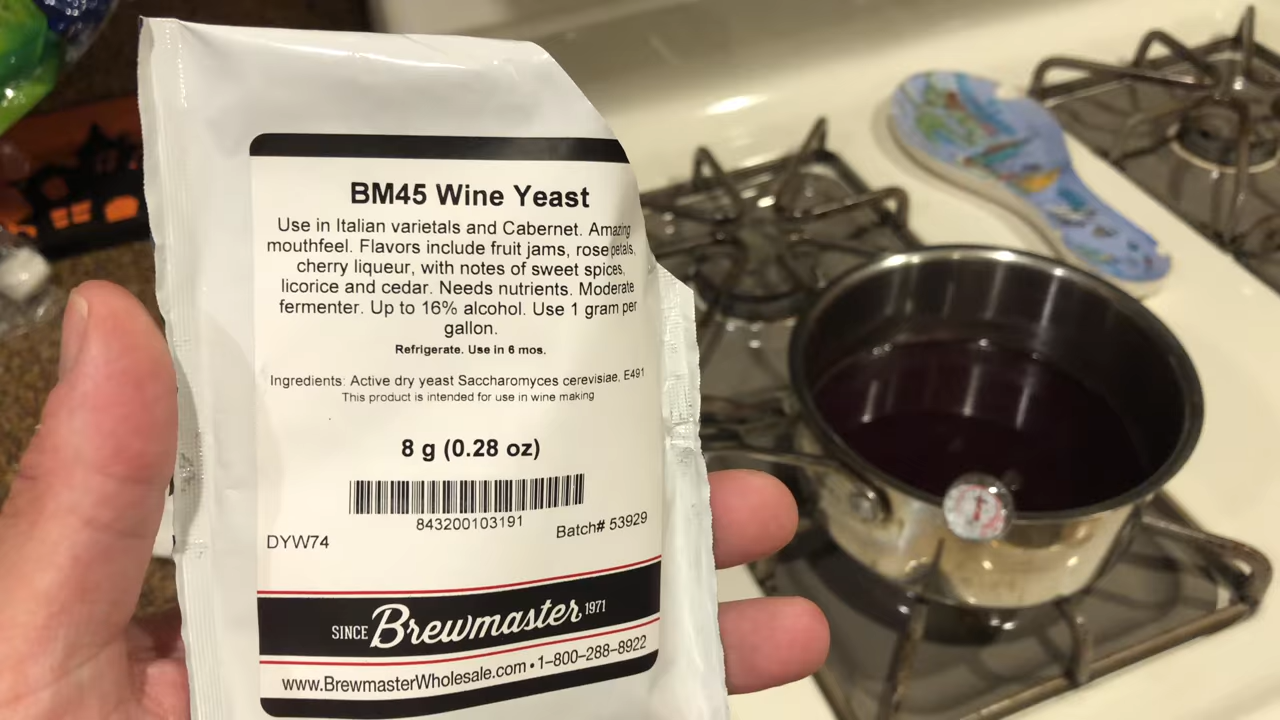 BM45 Wine Yeast
Use in Italian varietals and Cabernet. Amazing
mouthfeel. Flavors include fruit jams, rose petals,
cherry liqueur, with notes of sweet spices,
licorice and cedar. Needs nutrients. Moderate
fermenter. Up to 16% alcohol. Use 1 gram per
gallon.
Refrigerate. Use in 6 mos.
Ingredients: Active dry yeast Saccharomyces cerevisiae, E491
This product is intended for use in wine making
8 g (0.28 oz)
843200103191
DYW74 Batch# 53929
SINCE Brewmaster 1971
www.BrewmasterWholesale.com • 1-800-288-8922